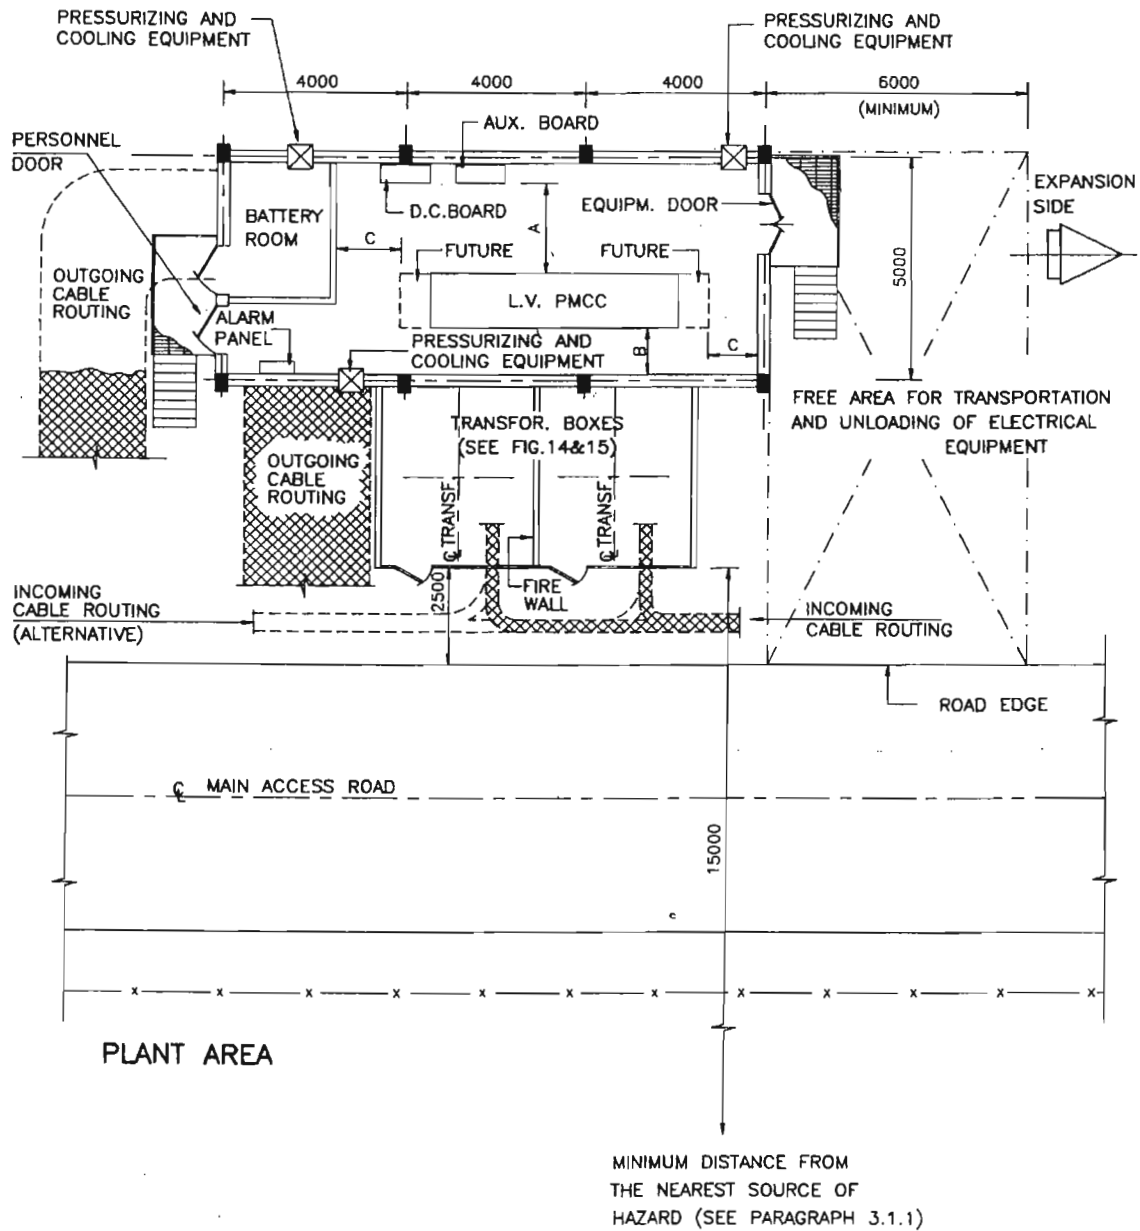 PRESSURIZING AND
COOLING EQUIPMENT
PRESSURIZING AND
COOLING EQUIPMENT
4000
4000
4000
6000
(MINIMUM)
PERSONNEL
DOOR
AUX. BOARD
D.C.BOARD
EQUIPM. DOOR
EXPANSION
SIDE
BATTERY
ROOM
C
A
FUTURE
FUTURE
5000
OUTGOING
CABLE
ROUTING
L.V. PMCC
ALARM
PANEL
PRESSURIZING AND
COOLING EQUIPMENT
B
C
FREE AREA FOR TRANSPORTATION
AND UNLOADING OF ELECTRICAL
EQUIPMENT
TRANSFOR. BOXES
(SEE FIG.14&15)
OUTGOING
CABLE
ROUTING
℄ TRANSF.
℄ TRANSF.
2500
FIRE
WALL
INCOMING
CABLE ROUTING
(ALTERNATIVE)
INCOMING
CABLE ROUTING
ROAD EDGE
℄ MAIN ACCESS ROAD
15000
x x x x x x x x x x x x
PLANT AREA
MINIMUM DISTANCE FROM
THE NEAREST SOURCE OF
HAZARD (SEE PARAGRAPH 3.1.1)